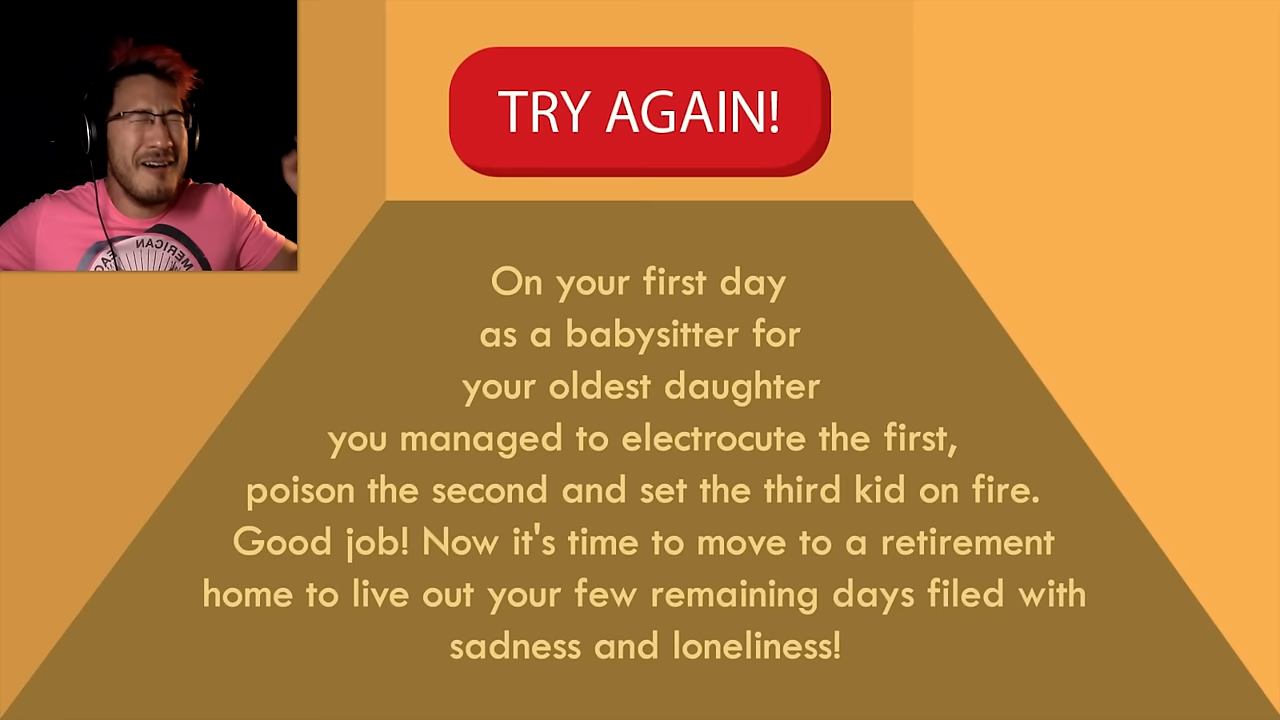 TRY AGAIN!
On your first day
as a babysitter for
your oldest daughter
you managed to electrocute the first,
poison the second and set the third kid on fire.
Good job! Now it's time to move to a retirement
home to live out your few remaining days filed with
sadness and loneliness!
AMERICAN